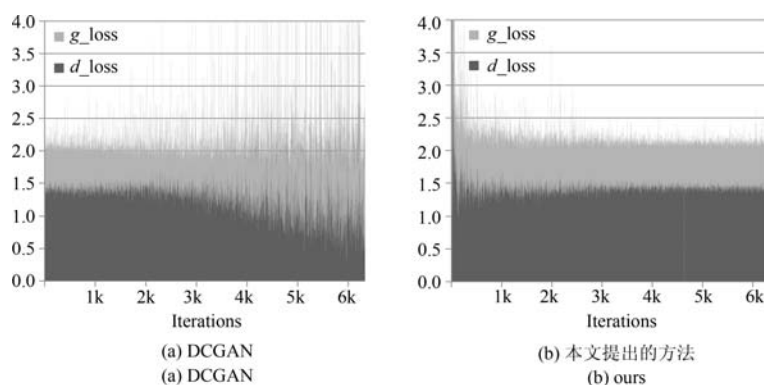 4.0
g_loss
3.5
d_loss
3.0
2.5
2.0
1.5
1.0
0.5
0.0
1k 2k 3k 4k 5k 6k
Iterations
(a) DCGAN
(a) DCGAN
4.0
g_loss
3.5
d_loss
3.0
2.5
2.0
1.5
1.0
0.5
0.0
1k 2k 3k 4k 5k 6k
Iterations
(b) 本文提出的方法
(b) ours